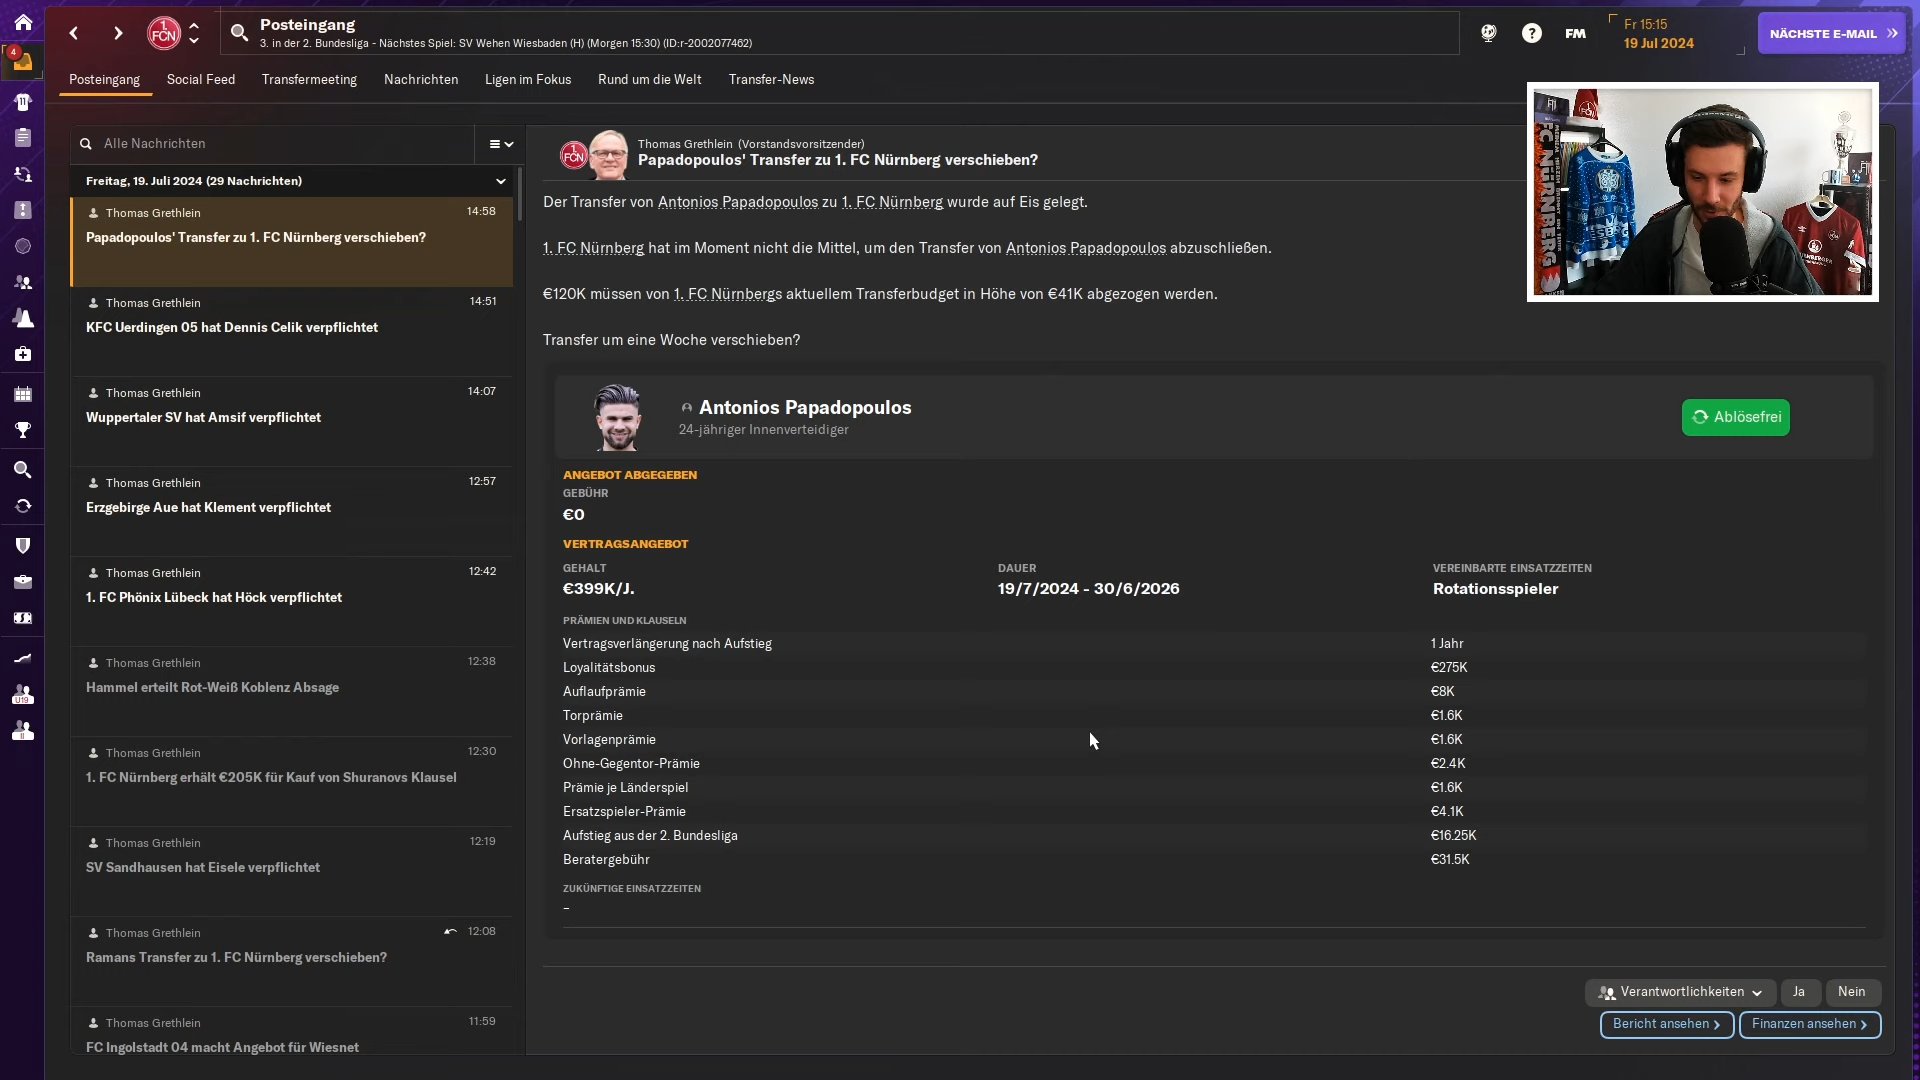 1. FCN
Posteingang
3. in der 2. Bundesliga - Nächstes Spiel: SV Wehen Wiesbaden (H) (Morgen 15:30) (ID:r-2002077462)
?
FM
Fr 15:15
19 Jul 2024
NÄCHSTE E-MAIL
4
Posteingang
Social Feed
Transfermeeting
Nachrichten
Ligen im Fokus
Rund um die Welt
Transfer-News
Alle Nachrichten
Freitag, 19. Juli 2024 (29 Nachrichten)
Thomas Grethlein 14:58
Papadopoulos' Transfer zu 1. FC Nürnberg verschieben?
Thomas Grethlein 14:51
KFC Uerdingen 05 hat Dennis Celik verpflichtet
Thomas Grethlein 14:07
Wuppertaler SV hat Amsif verpflichtet
Thomas Grethlein 12:57
Erzgebirge Aue hat Klement verpflichtet
Thomas Grethlein 12:42
1. FC Phönix Lübeck hat Höck verpflichtet
Thomas Grethlein 12:38
Hammel erteilt Rot-Weiß Koblenz Absage
Thomas Grethlein 12:30
1. FC Nürnberg erhält €205K für Kauf von Shuranovs Klausel
Thomas Grethlein 12:19
SV Sandhausen hat Eisele verpflichtet
Thomas Grethlein 12:08
Ramans Transfer zu 1. FC Nürnberg verschieben?
Thomas Grethlein 11:59
FC Ingolstadt 04 macht Angebot für Wiesnet
11
U19
II
1. FCN
Thomas Grethlein (Vorstandsvorsitzender)
Papadopoulos' Transfer zu 1. FC Nürnberg verschieben?
Der Transfer von Antonios Papadopoulos zu 1. FC Nürnberg wurde auf Eis gelegt.
1. FC Nürnberg hat im Moment nicht die Mittel, um den Transfer von Antonios Papadopoulos abzuschließen.
€120K müssen von 1. FC Nürnbergs aktuellem Transferbudget in Höhe von €41K abgezogen werden.
Transfer um eine Woche verschieben?
Antonios Papadopoulos
24-jähriger Innenverteidiger
Ablösefrei
ANGEBOT ABGEGEBEN
GEBÜHR
€0
VERTRAGSANGEBOT
GEHALT DAUER VEREINBARTE EINSATZZEITEN
€399K/J. 19/7/2024 - 30/6/2026 Rotationsspieler
PRÄMIEN UND KLAUSELN
Vertragsverlängerung nach Aufstieg 1 Jahr
Loyalitätsbonus €275K
Auflaufprämie €8K
Torprämie €1.6K
Vorlagenprämie €1.6K
Ohne-Gegentor-Prämie €2.4K
Prämie je Länderspiel €1.6K
Ersatzspieler-Prämie €4.1K
Aufstieg aus der 2. Bundesliga €16.25K
Beratergebühr €31.5K
ZUKÜNFTIGE EINSATZZEITEN
-
Verantwortlichkeiten
Ja
Nein
Bericht ansehen
Finanzen ansehen
FC NÜRNBERG